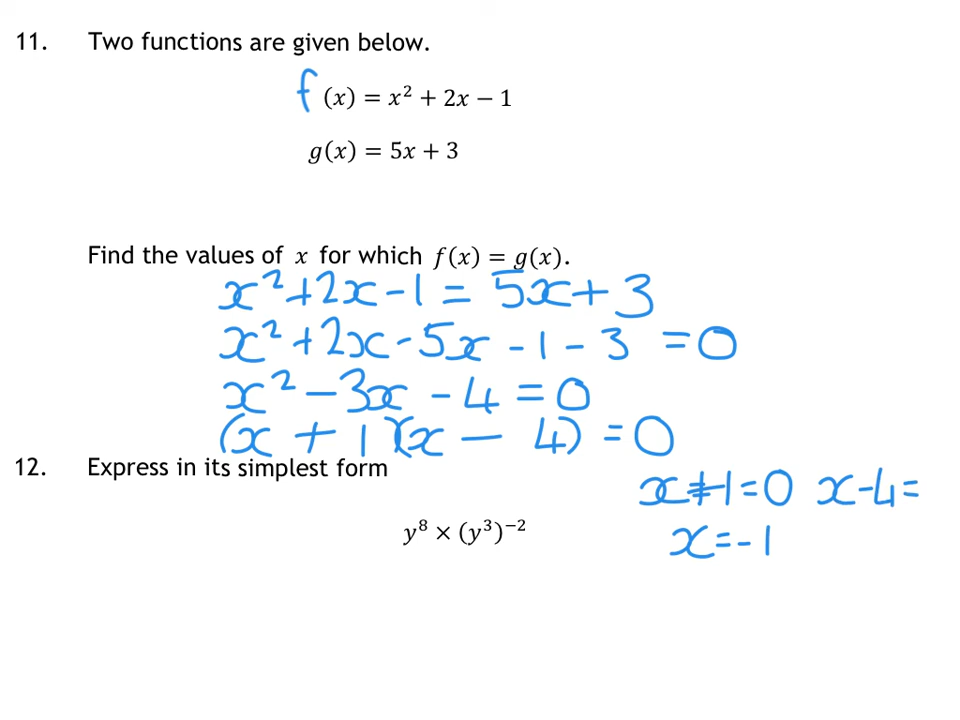 11. Two functions are given below.
f (x) = x² + 2x − 1
g(x) = 5x + 3
Find the values of x for which f(x) = g(x).
x²+2x-1 = 5x+3
x²+2x-5x-1-3 =0
x²-3x-4=0
(x+1)(x-4)=0
12. Express in its simplest form
x+1=0 x-4=
y⁸ × (y³)⁻²
x=-1